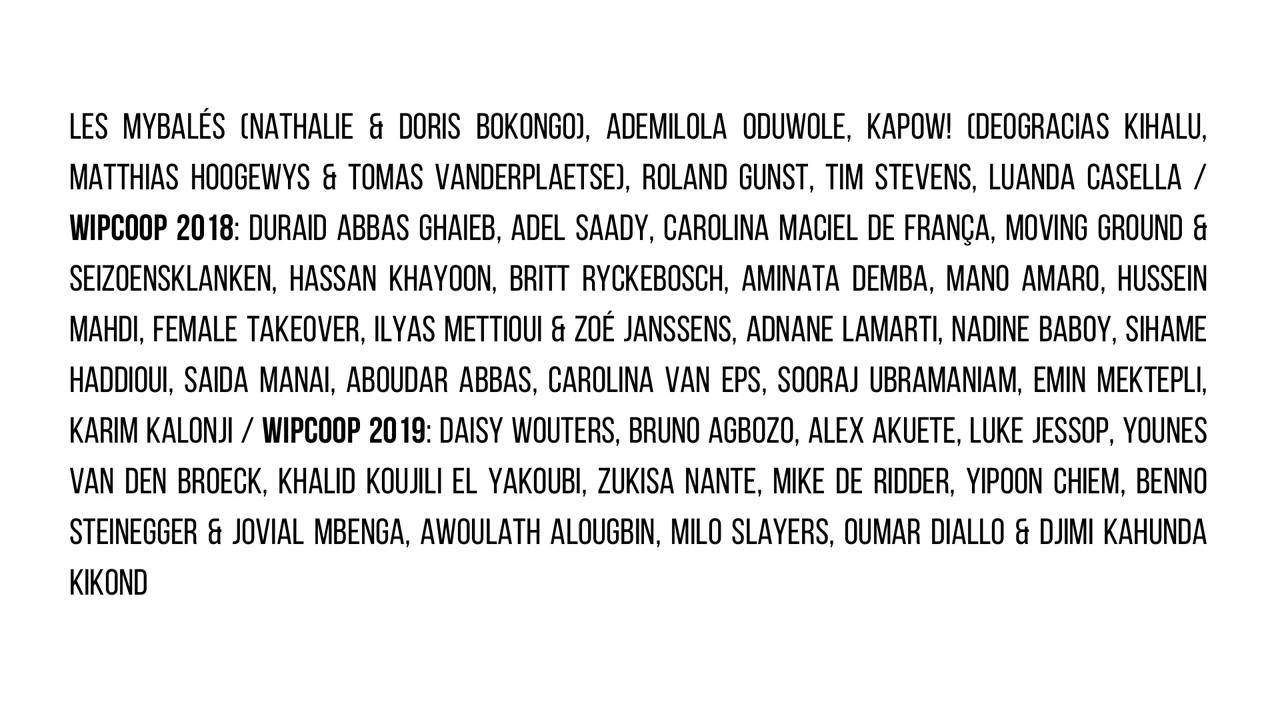 LES MYBALÉS (NATHALIE & DORIS BOKONGO), ADEMILOLA ODUWOLE, KAPOW! (DEOGRACIAS KIHALU,
MATTHIAS HOOGEWYS & TOMAS VANDERPLAETSE), ROLAND GUNST, TIM STEVENS, LUANDA CASELLA /
WIPCOOP 2018: DURAID ABBAS GHAIEB, ADEL SAADY, CAROLINA MACIEL DE FRANÇA, MOVING GROUND &
SEIZOENSKLANKEN, HASSAN KHAYOON, BRITT RYCKEBOSCH, AMINATA DEMBA, MANO AMARO, HUSSEIN
MAHDI, FEMALE TAKEOVER, ILYAS METTIOUI & ZOÉ JANSSENS, ADNANE LAMARTI, NADINE BABOY, SIHAME
HADDIOUI, SAIDA MANAI, ABOUDAR ABBAS, CAROLINA VAN EPS, SOORAJ UBRAMANIAM, EMIN MEKTEPLI,
KARIM KALONJI / WIPCOOP 2019: DAISY WOUTERS, BRUNO AGBOZO, ALEX AKUETE, LUKE JESSOP, YOUNES
VAN DEN BROECK, KHALID KOUJILI EL YAKOUBI, ZUKISA NANTE, MIKE DE RIDDER, YIPOON CHIEM, BENNO
STEINEGGER & JOVIAL MBENGA, AWOULATH ALOUGBIN, MILO SLAYERS, OUMAR DIALLO & DJIMI KAHUNDA
KIKOND